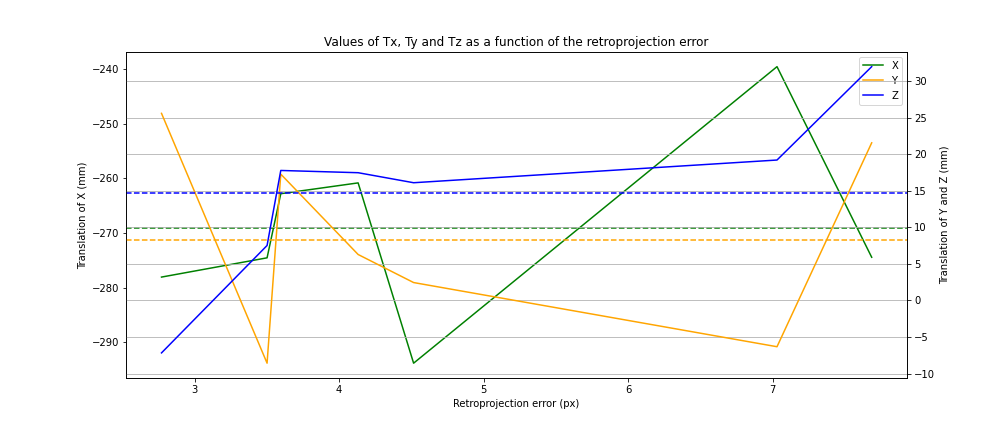 Values of Tx, Ty and Tz as a function of the retroprojection error
X
Y
Z
−240
−250
−260
−270
−280
−290
Translation of X (mm)
30
25
20
15
10
5
0
−5
−10
Translation of Y and Z (mm)
3
4
5
6
7
Retroprojection error (px)